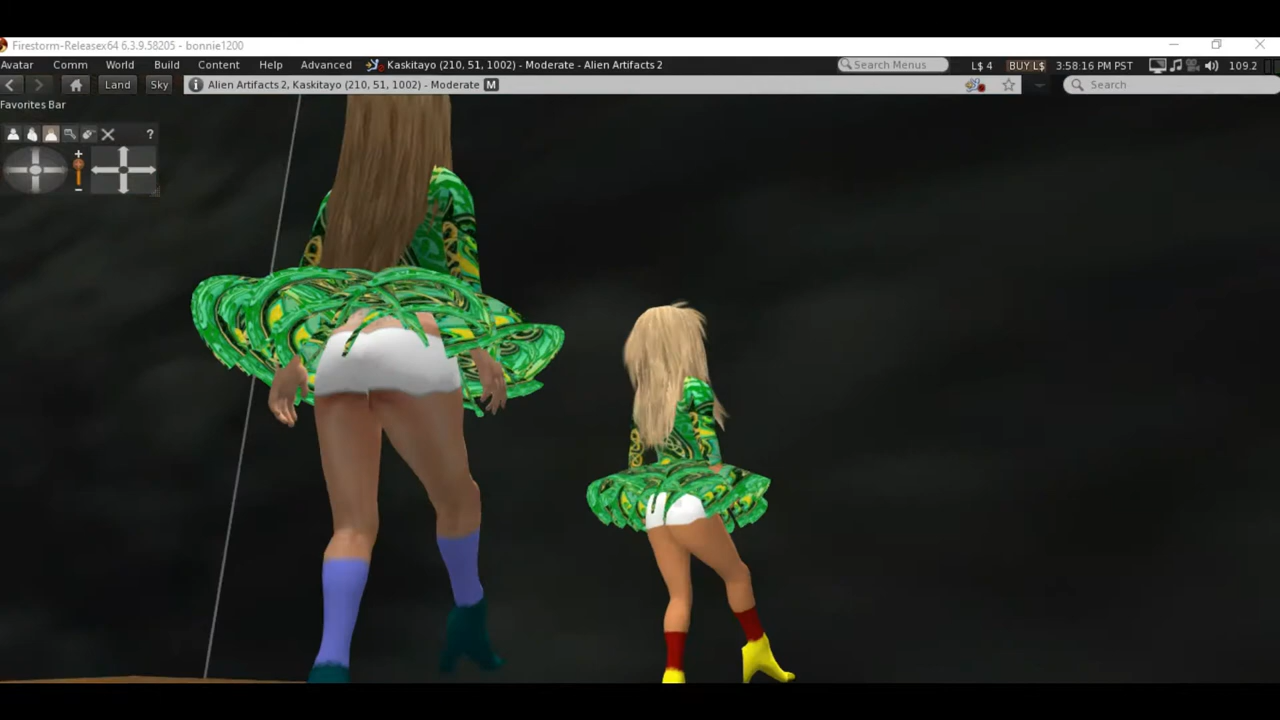 Firestorm-Releasex64 6.3.9.58205 - bonnie1200
Avatar Comm World Build Content Help Advanced Kaskitayo (210, 51, 1002) - Moderate - Alien Artifacts 2 Search Menus L$ 4 BUY L$ 3:58:16 PM PST 109.2
Land Sky Alien Artifacts 2, Kaskitayo (210, 51, 1002) - Moderate M Search
Favorites Bar
?